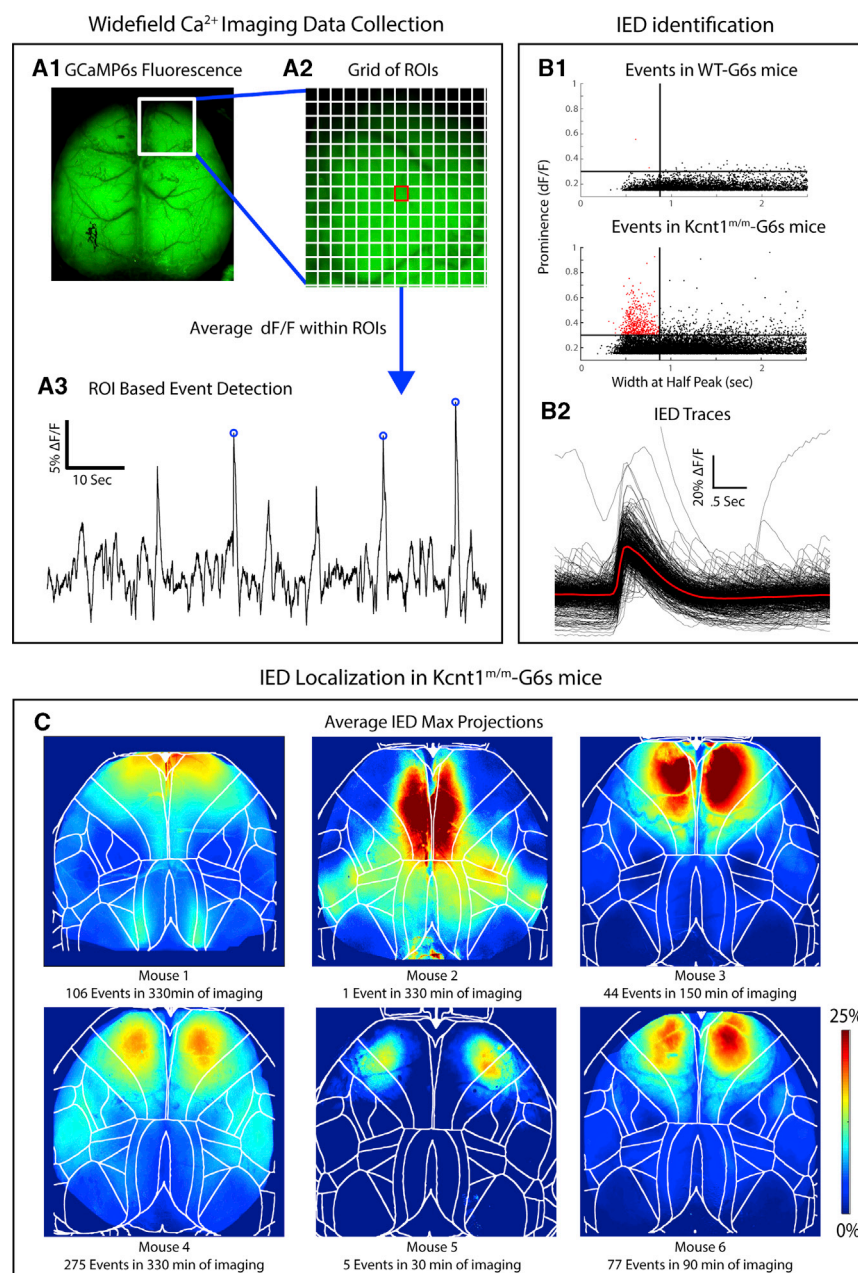 Widefield Ca²⁺ Imaging Data Collection
A1 GCaMP6s Fluorescence
A2 Grid of ROIs
Average dF/F within ROIs
A3 ROI Based Event Detection
5% ΔF/F
10 Sec
IED identification
B1
Events in WT-G6s mice
1
0.8
0.6
0.4
0.2
0
1
2
Prominence (dF/F)
Events in Kcnt1ᵐ/ᵐ-G6s mice
1
0.8
0.6
0.4
0.2
0
1
2
Width at Half Peak (sec)
B2 IED Traces
20% ΔF/F
.5 Sec
IED Localization in Kcnt1ᵐ/ᵐ-G6s mice
C
Average IED Max Projections
Mouse 1
106 Events in 330min of imaging
Mouse 2
1 Event in 330 min of imaging
Mouse 3
44 Events in 150 min of imaging
Mouse 4
275 Events in 330 min of imaging
Mouse 5
5 Events in 30 min of imaging
Mouse 6
77 Events in 90 min of imaging
25%
0%